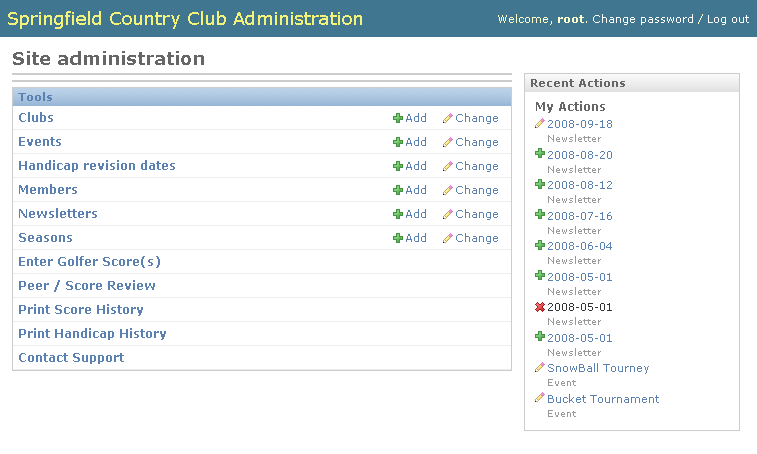 Springfield Country Club Administration
Welcome, root. Change password / Log out
Site administration
Tools
Clubs Add Change
Events Add Change
Handicap revision dates Add Change
Members Add Change
Newsletters Add Change
Seasons Add Change
Enter Golfer Score(s)
Peer / Score Review
Print Score History
Print Handicap History
Contact Support
Recent Actions
My Actions
2008-09-18
Newsletter
2008-08-20
Newsletter
2008-08-12
Newsletter
2008-07-16
Newsletter
2008-06-04
Newsletter
2008-05-01
Newsletter
2008-05-01
Newsletter
2008-05-01
Newsletter
SnowBall Tourney
Event
Bucket Tournament
Event